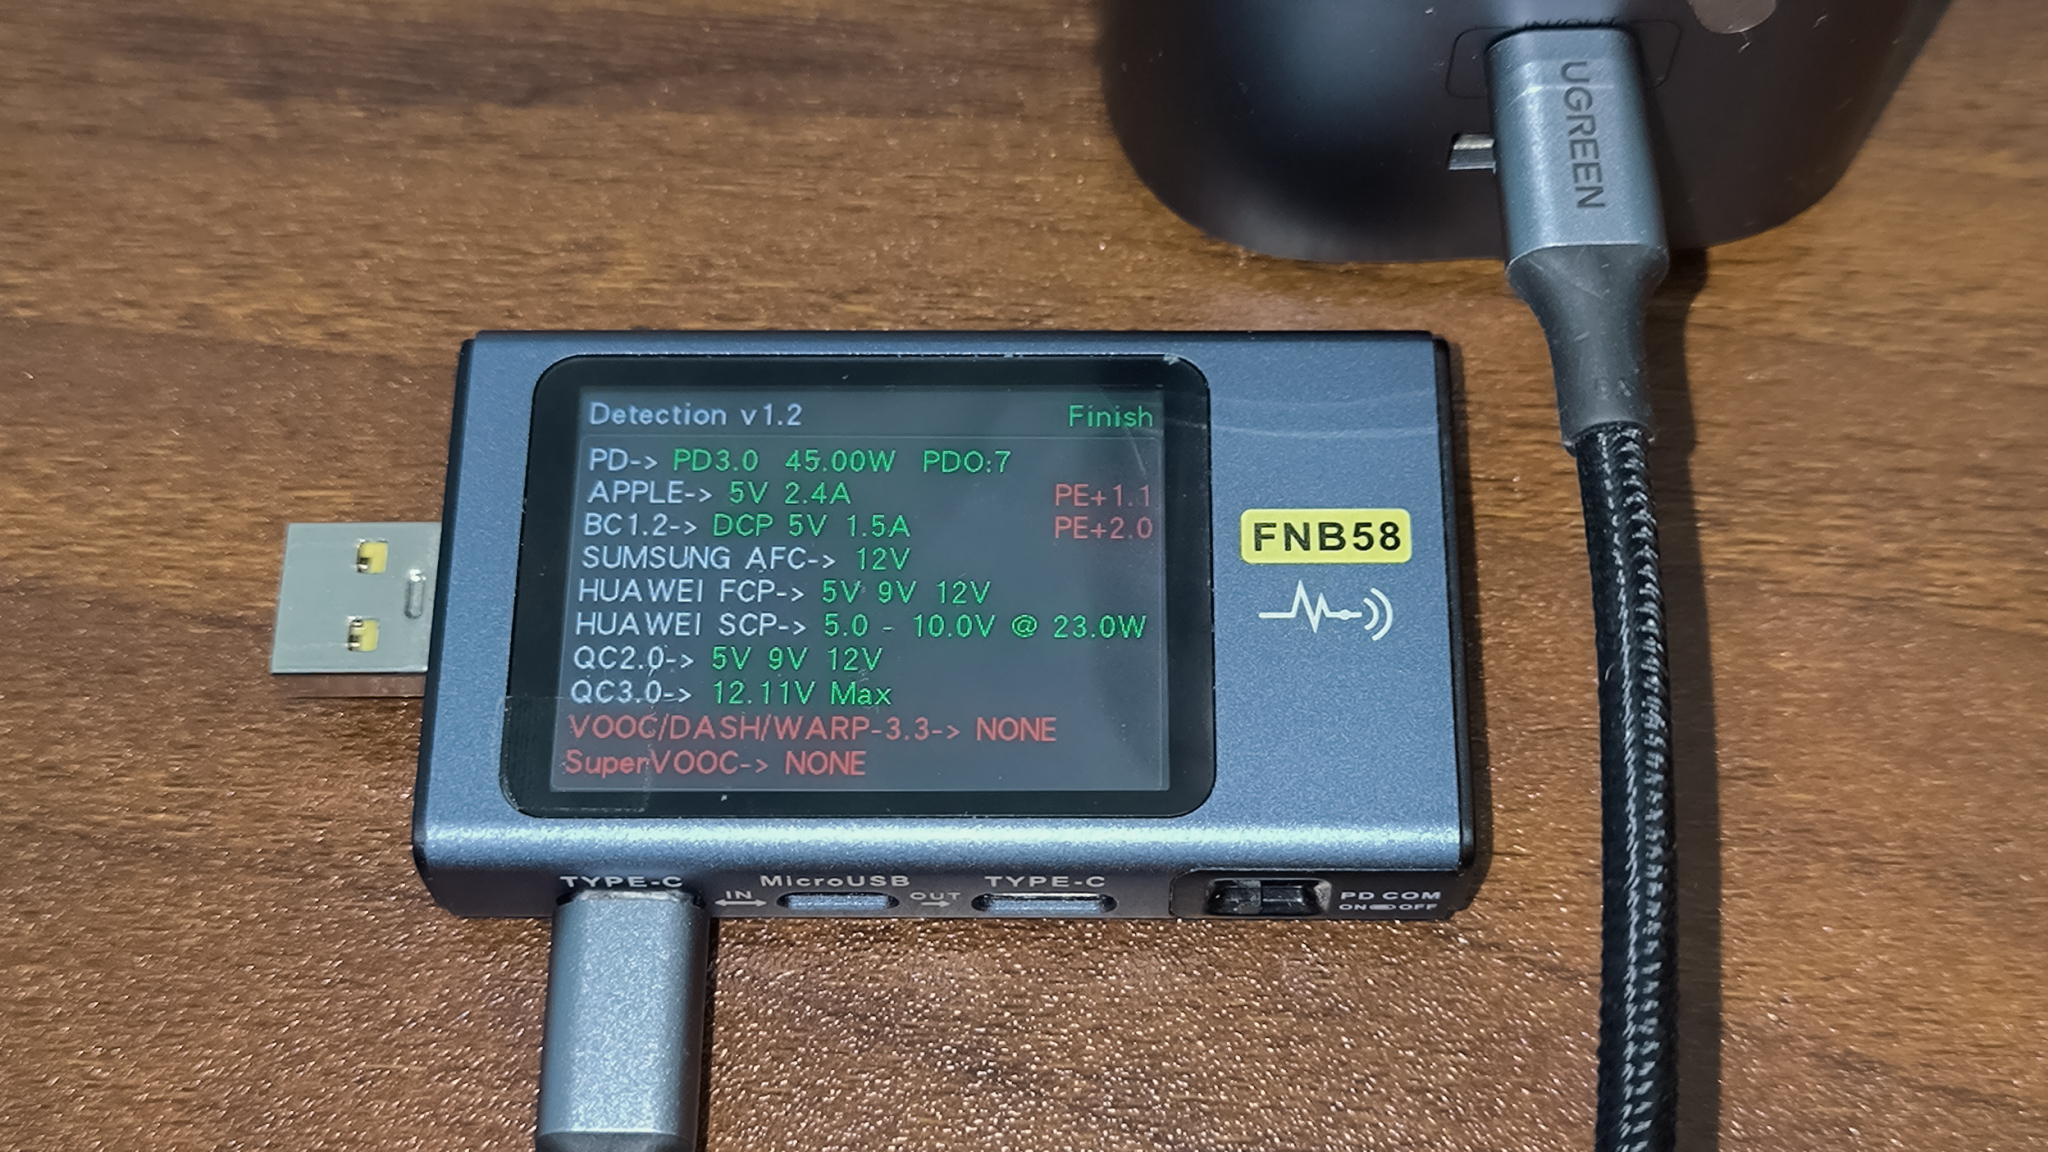 IN/OUT
UGREEN
Detection v1.2 Finish
PD-> PD3.0 45.00W PDO:7
APPLE-> 5V 2.4A PE+1.1
BC1.2-> DCP 5V 1.5A PE+2.0
SUMSUNG AFC-> 12V
HUAWEI FCP-> 5V 9V 12V
HUAWEI SCP-> 5.0 - 10.0V @ 23.0W
QC2.0-> 5V 9V 12V
QC3.0-> 12.11V Max
VOOC/DASH/WARP-3.3-> NONE
SuperVOOC-> NONE
FNB58
TYPE-C IN MicroUSB OUT TYPE-C
PD COM
ON OFF